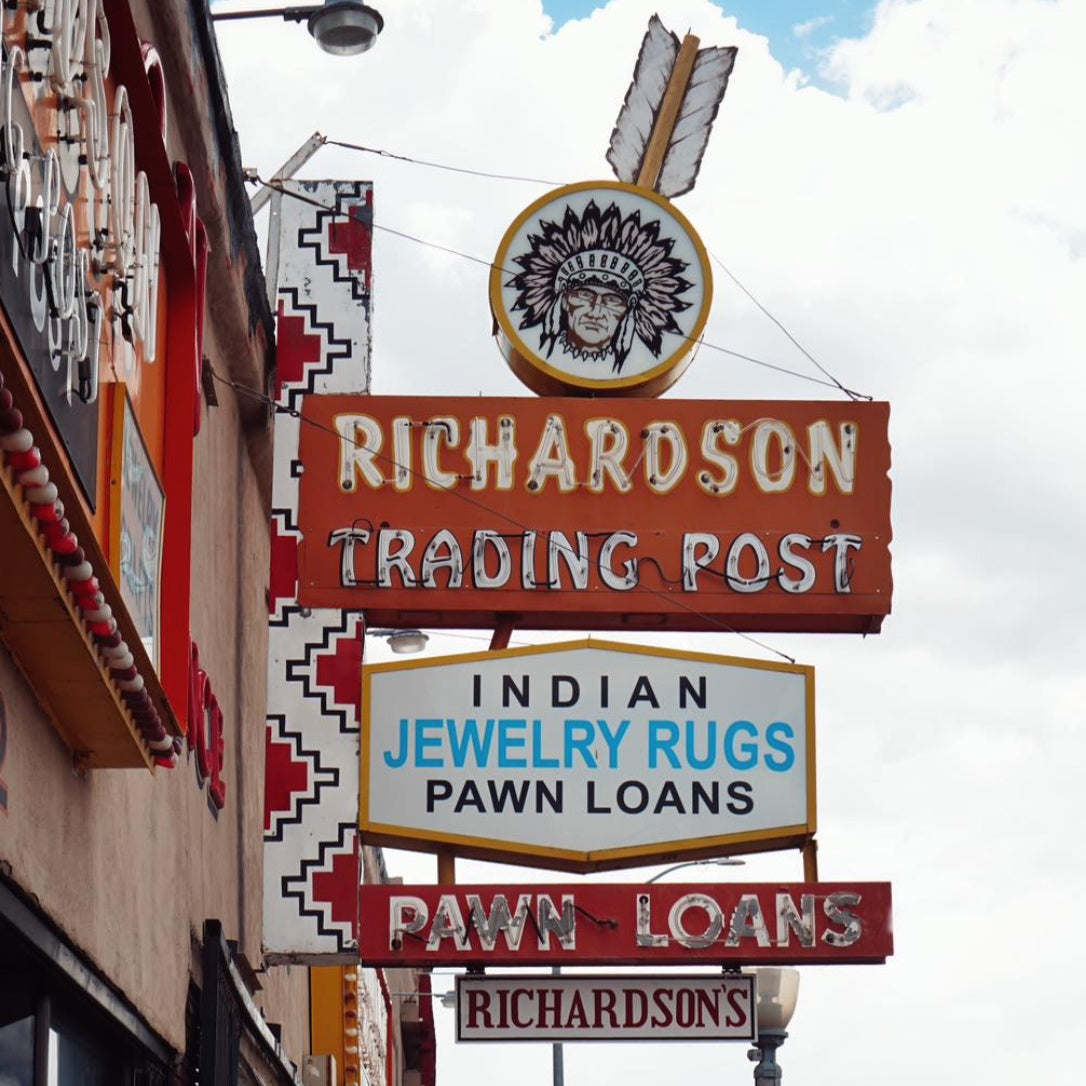 RICHARDSON
TRADING POST
INDIAN
JEWELRY RUGS
PAWN LOANS
PAWN LOANS
RICHARDSON'S